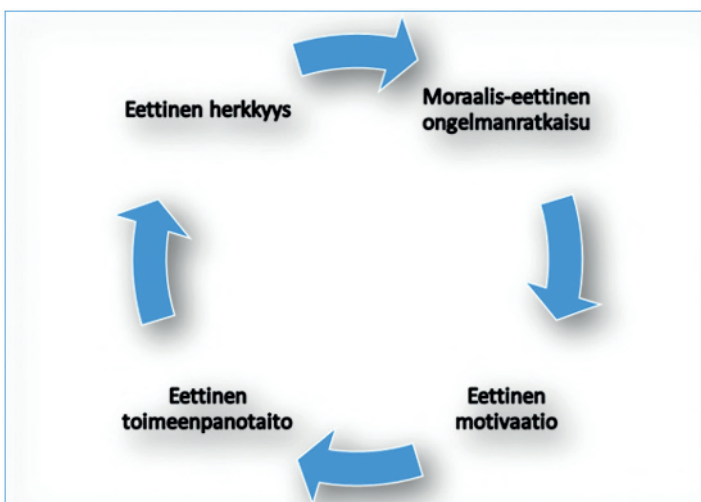 Eettinen herkkyys
Moraalis-eettinen
ongelmanratkaisu
Eettinen
motivaatio
Eettinen
toimeenpanotaito